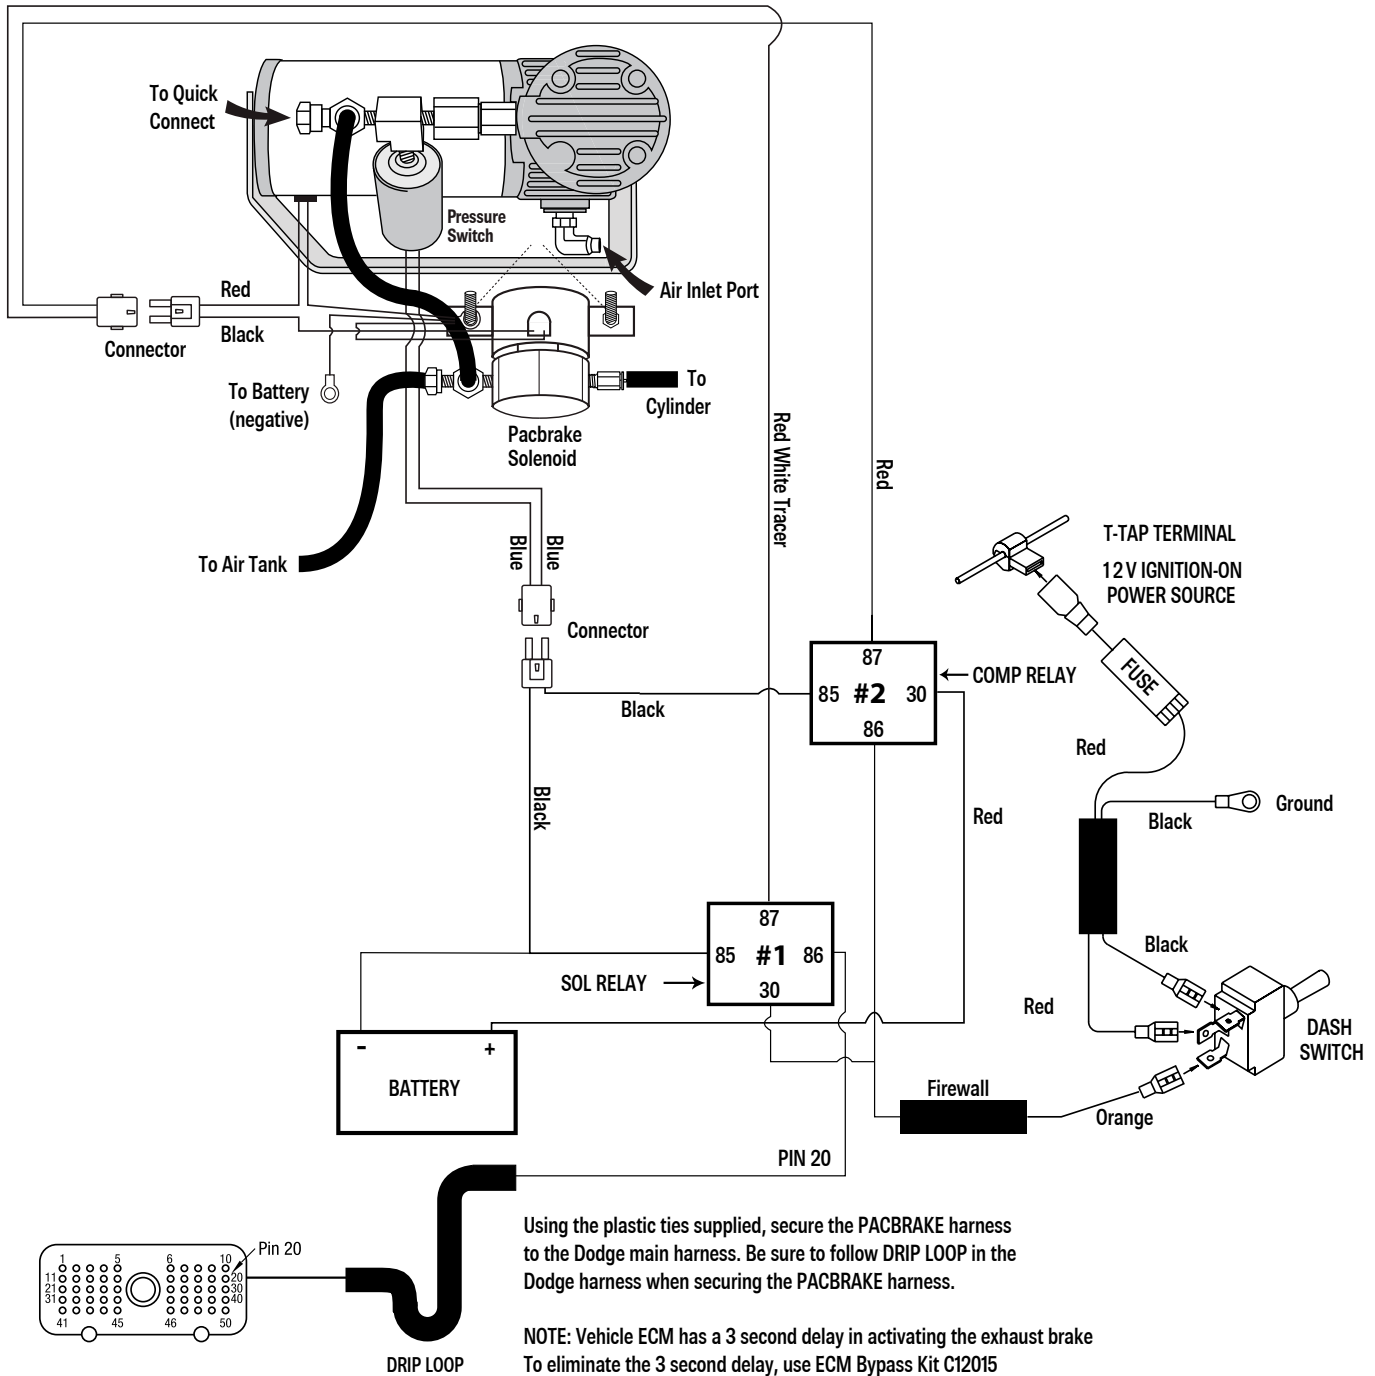 To Quick
Connect
Pressure
Switch
Air Inlet Port
Red
Black
Connector
To Battery
(negative)
To
Cylinder
Pacbrake
Solenoid
To Air Tank
Red White Tracer
Red
Blue
Blue
Connector
T-TAP TERMINAL
12V IGNITION-ON
POWER SOURCE
FUSE
87
85 #2 30
86
COMP RELAY
Black
Red
Black
Red
Ground
Black
87
85 #1 86
30
SOL RELAY
Black
Red
DASH
SWITCH
- +
BATTERY
Firewall
Orange
PIN 20
Using the plastic ties supplied, secure the PACBRAKE harness
to the Dodge main harness. Be sure to follow DRIP LOOP in the
Dodge harness when securing the PACBRAKE harness.
Pin 20
1 5 6 10
11 20
21 30
31 40
41 45 46 50
DRIP LOOP
NOTE: Vehicle ECM has a 3 second delay in activating the exhaust brake
To eliminate the 3 second delay, use ECM Bypass Kit C12015